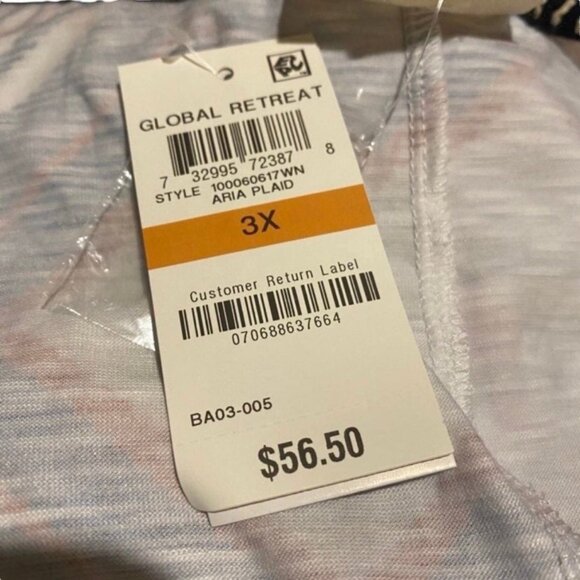 GLOBAL RETREAT
7 32995 72387 8
STYLE 100060617WN
ARIA PLAID
3X
Customer Return Label
070688637664
BA03-005
$56.50